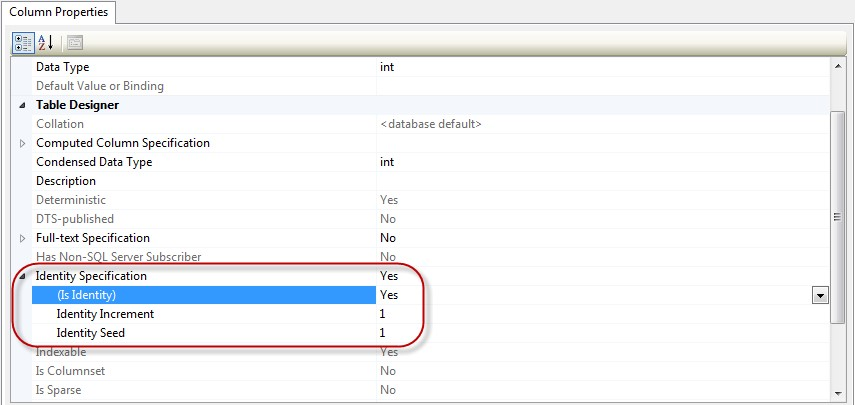 Column Properties
A Z
Data Type int
Default Value or Binding
Table Designer
Collation <database default>
Computed Column Specification
Condensed Data Type int
Description
Deterministic Yes
DTS-published No
Full-text Specification No
Has Non-SQL Server Subscriber No
Identity Specification Yes
(Is Identity) Yes
Identity Increment 1
Identity Seed 1
Indexable Yes
Is Columnset No
Is Sparse No